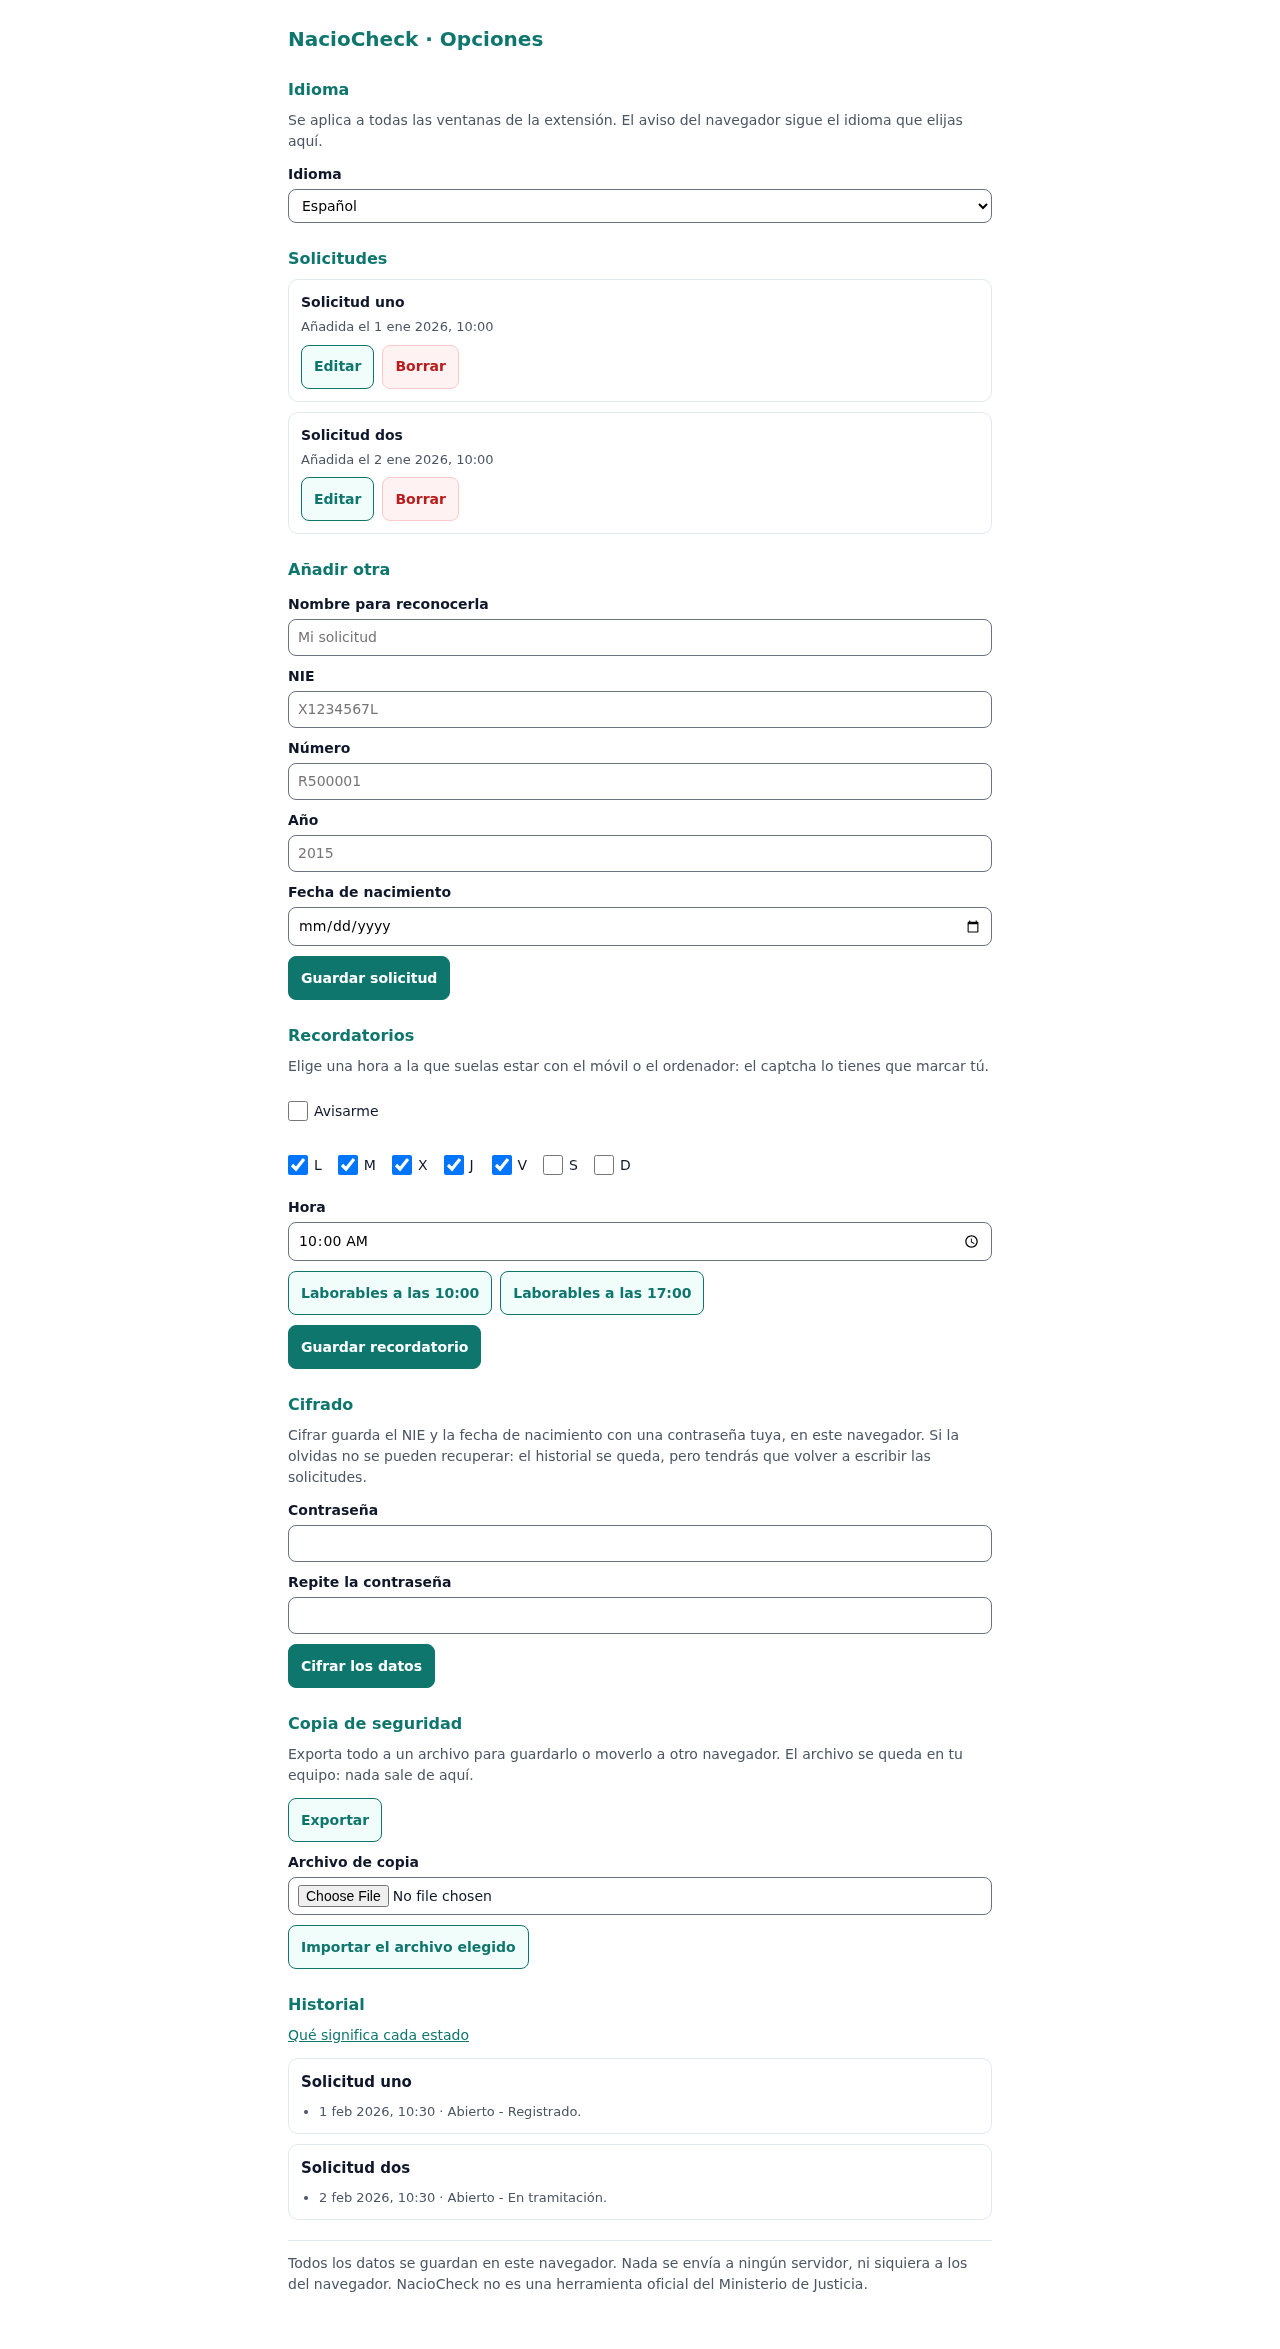 NacioCheck · Opciones
Idioma
Se aplica a todas las ventanas de la extensión. El aviso del navegador sigue el idioma que elijas
aquí.
Idioma
Español
Solicitudes
Solicitud uno
Añadida el 1 ene 2026, 10:00
Editar Borrar
Solicitud dos
Añadida el 2 ene 2026, 10:00
Editar Borrar
Añadir otra
Nombre para reconocerla
Mi solicitud
NIE
X1234567L
Número
R500001
Año
2015
Fecha de nacimiento
mm/dd/yyyy
Guardar solicitud
Recordatorios
Elige una hora a la que suelas estar con el móvil o el ordenador: el captcha lo tienes que marcar tú.
Avisarme
L M X J V S D
Hora
10:00 AM
Laborables a las 10:00 Laborables a las 17:00
Guardar recordatorio
Cifrado
Cifrar guarda el NIE y la fecha de nacimiento con una contraseña tuya, en este navegador. Si la
olvidas no se pueden recuperar: el historial se queda, pero tendrás que volver a escribir las
solicitudes.
Contraseña
Repite la contraseña
Cifrar los datos
Copia de seguridad
Exporta todo a un archivo para guardarlo o moverlo a otro navegador. El archivo se queda en tu
equipo: nada sale de aquí.
Exportar
Archivo de copia
Choose File No file chosen
Importar el archivo elegido
Historial
Qué significa cada estado
Solicitud uno
• 1 feb 2026, 10:30 · Abierto - Registrado.
Solicitud dos
• 2 feb 2026, 10:30 · Abierto - En tramitación.
Todos los datos se guardan en este navegador. Nada se envía a ningún servidor, ni siquiera a los
del navegador. NacioCheck no es una herramienta oficial del Ministerio de Justicia.